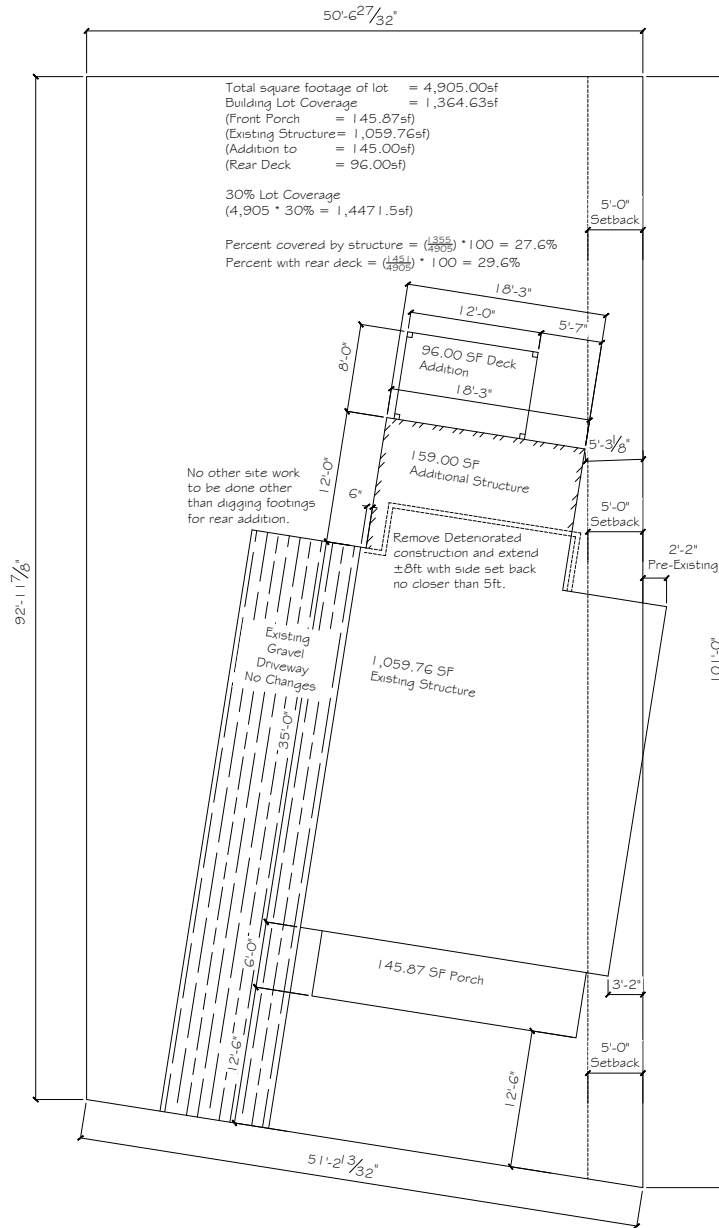 50'-6 27/32"
Total square footage of lot = 4,905.00sf
Building Lot Coverage = 1,364.63sf
(Front Porch = 145.87sf)
(Existing Structure= 1,059.76sf)
(Addition to = 145.00sf)
(Rear Deck = 96.00sf)
30% Lot Coverage
(4,905 * 30% = 1,4471.5sf)
Percent covered by structure = (1355/4905) * 100 = 27.6%
Percent with rear deck = (1451/4905) * 100 = 29.6%
5'-0"
Setback
18'-3"
12'-0"
5'-7"
8'-0"
96.00 SF Deck
Addition
18'-3"
5'-3 1/8"
159.00 SF
Additional Structure
No other site work
to be done other
than digging footings
for rear addition.
12'-0"
6"
5'-0"
Setback
Remove Deteriorated
construction and extend
±8ft with side set back
no closer than 5ft.
2'-2"
Pre-Existing
92'-11 7/8"
Existing
Gravel
Driveway
No Changes
1,059.76 SF
Existing Structure
101'-0"
35'-0"
6'-0"
145.87 SF Porch
3'-2"
12'-6"
12'-6"
5'-0"
Setback
51'-2 13/32"